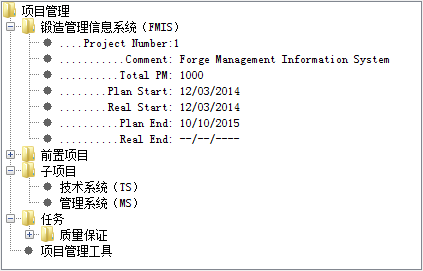 项目管理
锻造管理信息系统（FMIS）
....Project Number:1
...........Comment: Forge Management Information System
..........Total PM: 1000
........Plan Start: 12/03/2014
........Real Start: 12/03/2014
..........Plan End: 10/10/2015
..........Real End: --/--/----
前置项目
子项目
技术系统（TS）
管理系统（MS）
任务
质量保证
项目管理工具